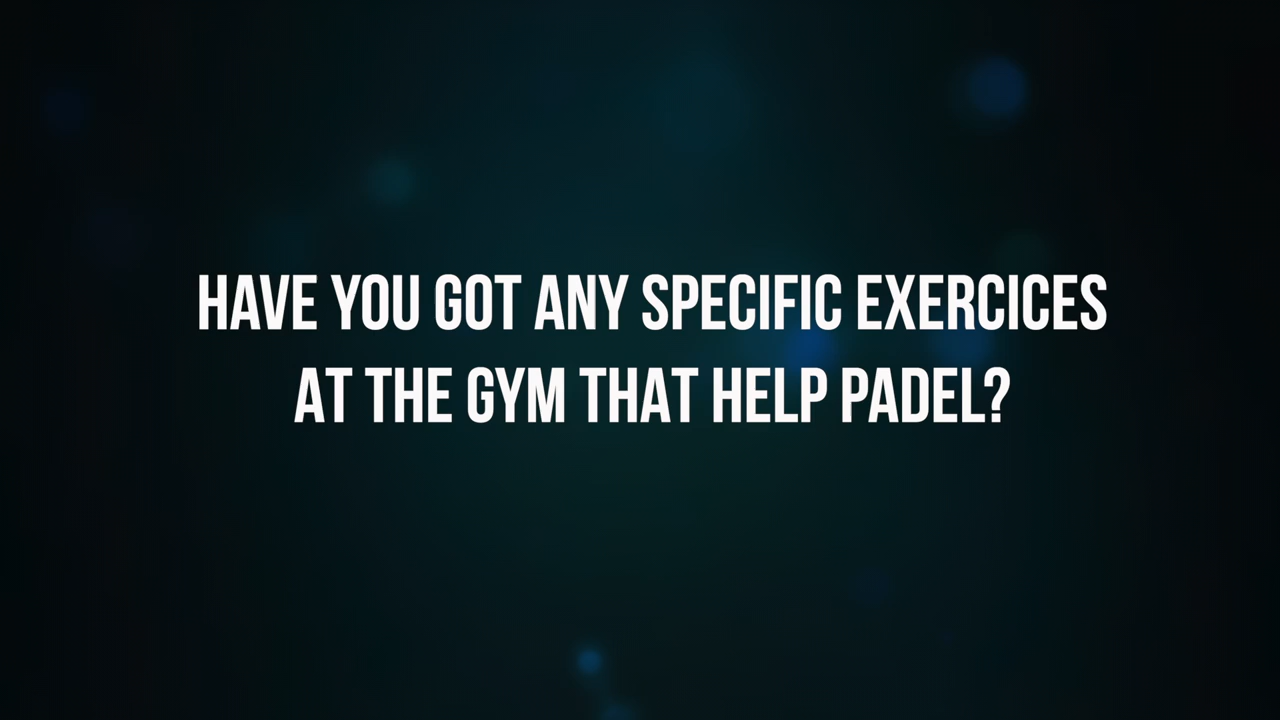 HAVE YOU GOT ANY SPECIFIC EXERCICES
AT THE GYM THAT HELP PADEL?